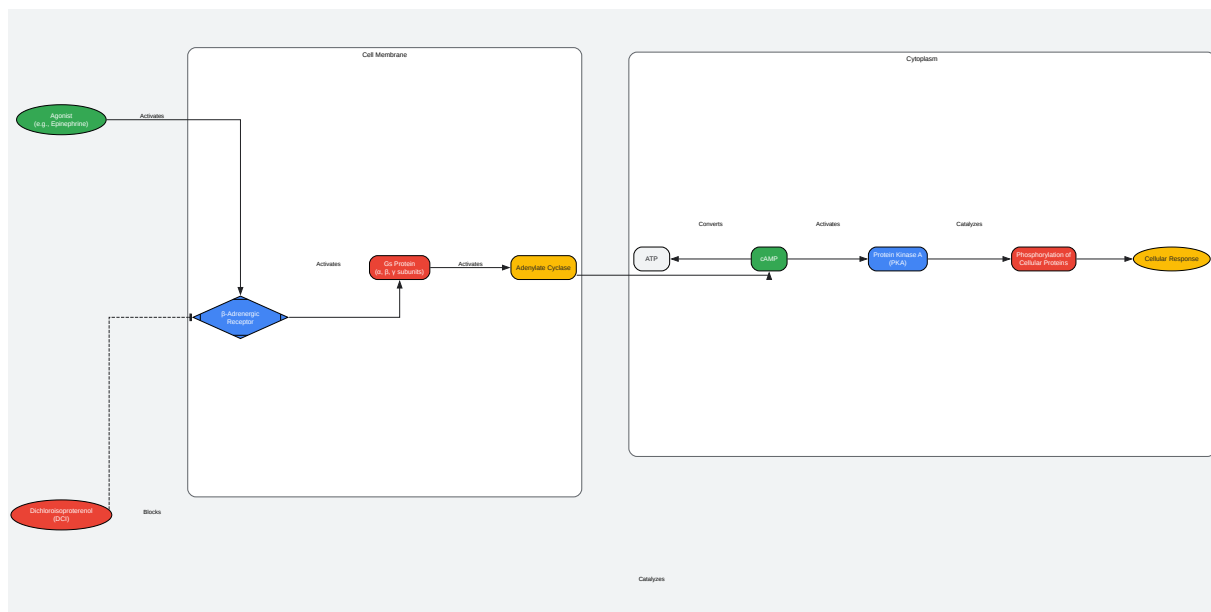 Cell Membrane
Cytoplasm
Agonist
(e.g., Epinephrine)
Activates
Converts
Activates
Catalyzes
Activates
Gs Protein
(α, β, γ subunits)
Activates
Adenylate Cyclase
ATP
cAMP
Protein Kinase A
(PKA)
Phosphorylation of
Cellular Proteins
Cellular Response
β-Adrenergic
Receptor
Dichloroisoproterenol
(DCI)
Blocks
Catalyzes